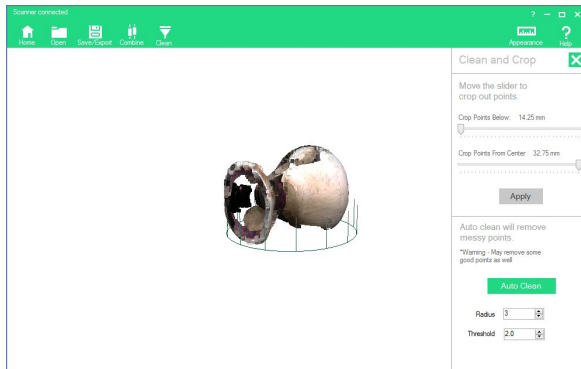 Scanner connected
?
Home Open Save/Export Combine Clean Appearance Help
Clean and Crop
Move the slider to
crop out points.
Crop Points Below: 14.25 mm
Crop Points From Center 32.75 mm
Apply
Auto clean will remove
messy points.
*Warning - May remove some
good points as well
Auto Clean
Radius 3
Threshold 2.0